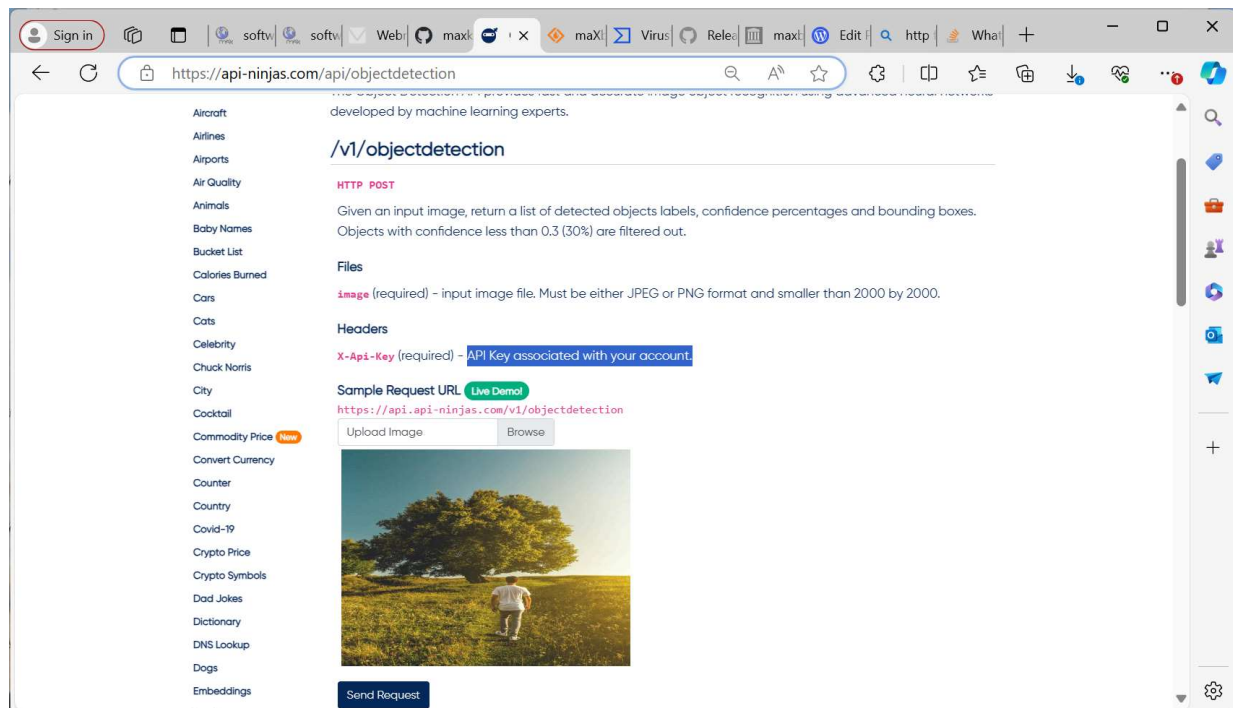 Sign in
softw
softw
Webr
maxk
maXl
Virus
Relea
maxb
Edit F
http
What
https://api-ninjas.com/api/objectdetection
developed by machine learning experts.
/v1/objectdetection
HTTP POST
Given an input image, return a list of detected objects labels, confidence percentages and bounding boxes.
Objects with confidence less than 0.3 (30%) are filtered out.
Files
image (required) - input image file. Must be either JPEG or PNG format and smaller than 2000 by 2000.
Headers
X-Api-Key (required) - API Key associated with your account.
Sample Request URL Live Demo!
https://api.api-ninjas.com/v1/objectdetection
Upload Image Browse
Send Request
Aircraft
Airlines
Airports
Air Quality
Animals
Baby Names
Bucket List
Calories Burned
Cars
Cats
Celebrity
Chuck Norris
City
Cocktail
Commodity Price New
Convert Currency
Counter
Country
Covid-19
Crypto Price
Crypto Symbols
Dad Jokes
Dictionary
DNS Lookup
Dogs
Embeddings